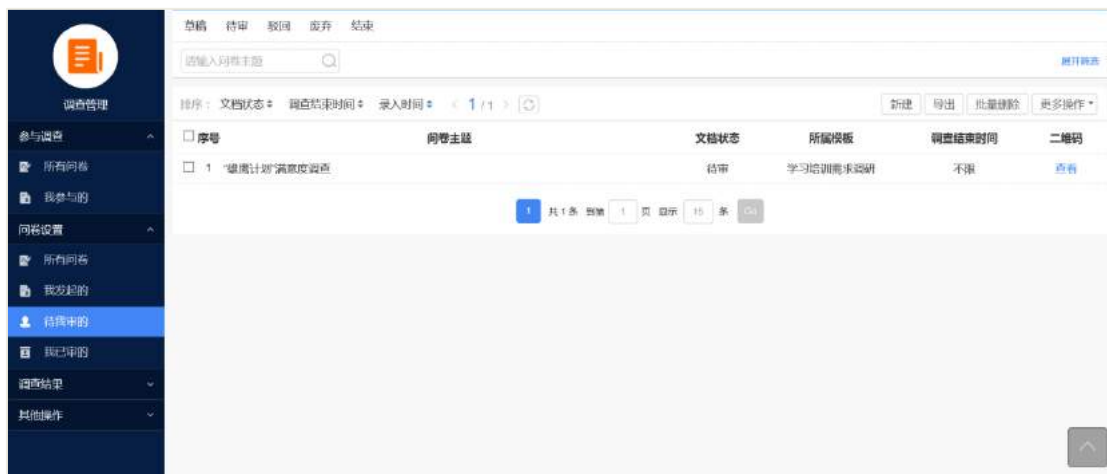 调查管理
参与调查
所有问卷
我参与的
问卷设置
所有问卷
我发起的
待我审的
我已审的
调查结果
其他操作
草稿 待审 驳回 废弃 结束
请输入问卷主题
展开筛选
排序： 文档状态 调查结束时间 录入时间 1 / 1
新建 导出 批量删除 更多操作
序号 问卷主题 文档状态 所属模板 调查结束时间 二维码
1 “雄鹰计划”满意度调查 待审 学习培训需求调研 不限 查看
1 共 1 条 到第 1 页 显示 15 条 Go